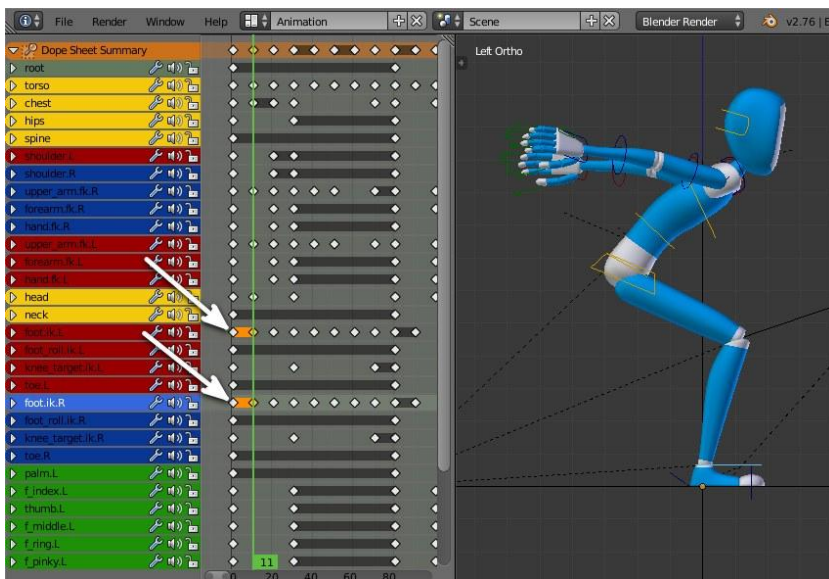 File Render Window Help Animation Scene Blender Render v2.76 | B
Dope Sheet Summary
Left Ortho
root
torso
chest
hips
spine
shoulder.L
shoulder.R
upper_arm.fk.R
forearm.fk.R
hand.fk.R
upper_arm.fk.L
forearm.fk.L
hand.fk.L
head
neck
foot.ik.L
foot_roll.ik.L
knee_target.ik.L
toe.L
foot.ik.R
foot_roll.ik.R
knee_target.ik.R
toe.R
palm.L
f_index.L
thumb.L
f_middle.L
f_ring.L
f_pinky.L
11
0 20 40 60 80